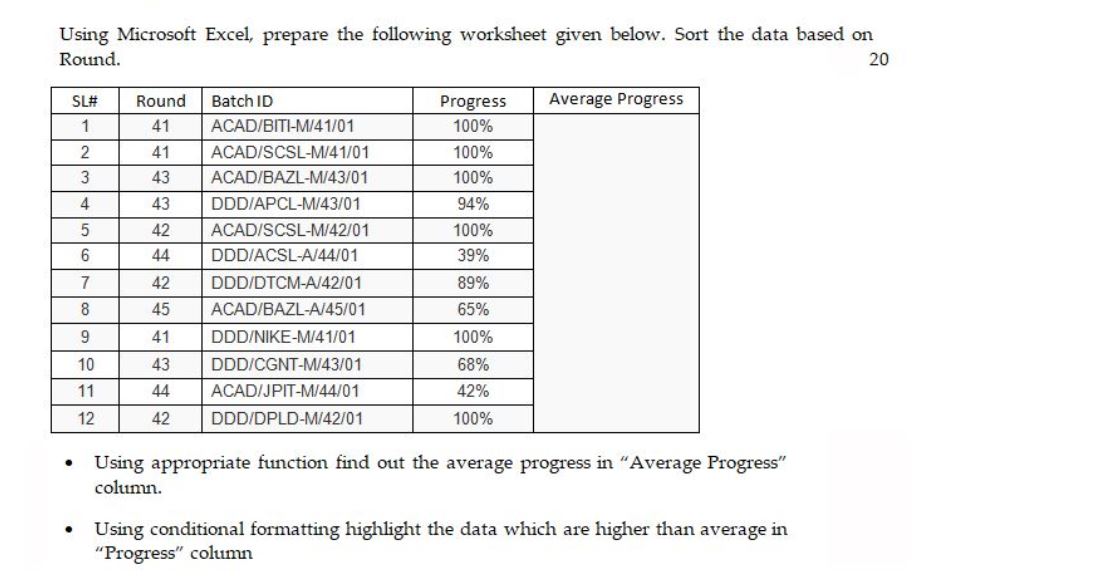 Using Microsoft Excel, prepare the following worksheet given below. Sort the data based on
Round. 20
SL# Round Batch ID Progress Average Progress
1 41 ACAD/BITI-M/41/01 100%
2 41 ACAD/SCSL-M/41/01 100%
3 43 ACAD/BAZL-M/43/01 100%
4 43 DDD/APCL-M/43/01 94%
5 42 ACAD/SCSL-M/42/01 100%
6 44 DDD/ACSL-A/44/01 39%
7 42 DDD/DTCM-A/42/01 89%
8 45 ACAD/BAZL-A/45/01 65%
9 41 DDD/NIKE-M/41/01 100%
10 43 DDD/CGNT-M/43/01 68%
11 44 ACAD/JPIT-M/44/01 42%
12 42 DDD/DPLD-M/42/01 100%
• Using appropriate function find out the average progress in “Average Progress”
column.
• Using conditional formatting highlight the data which are higher than average in
“Progress” column